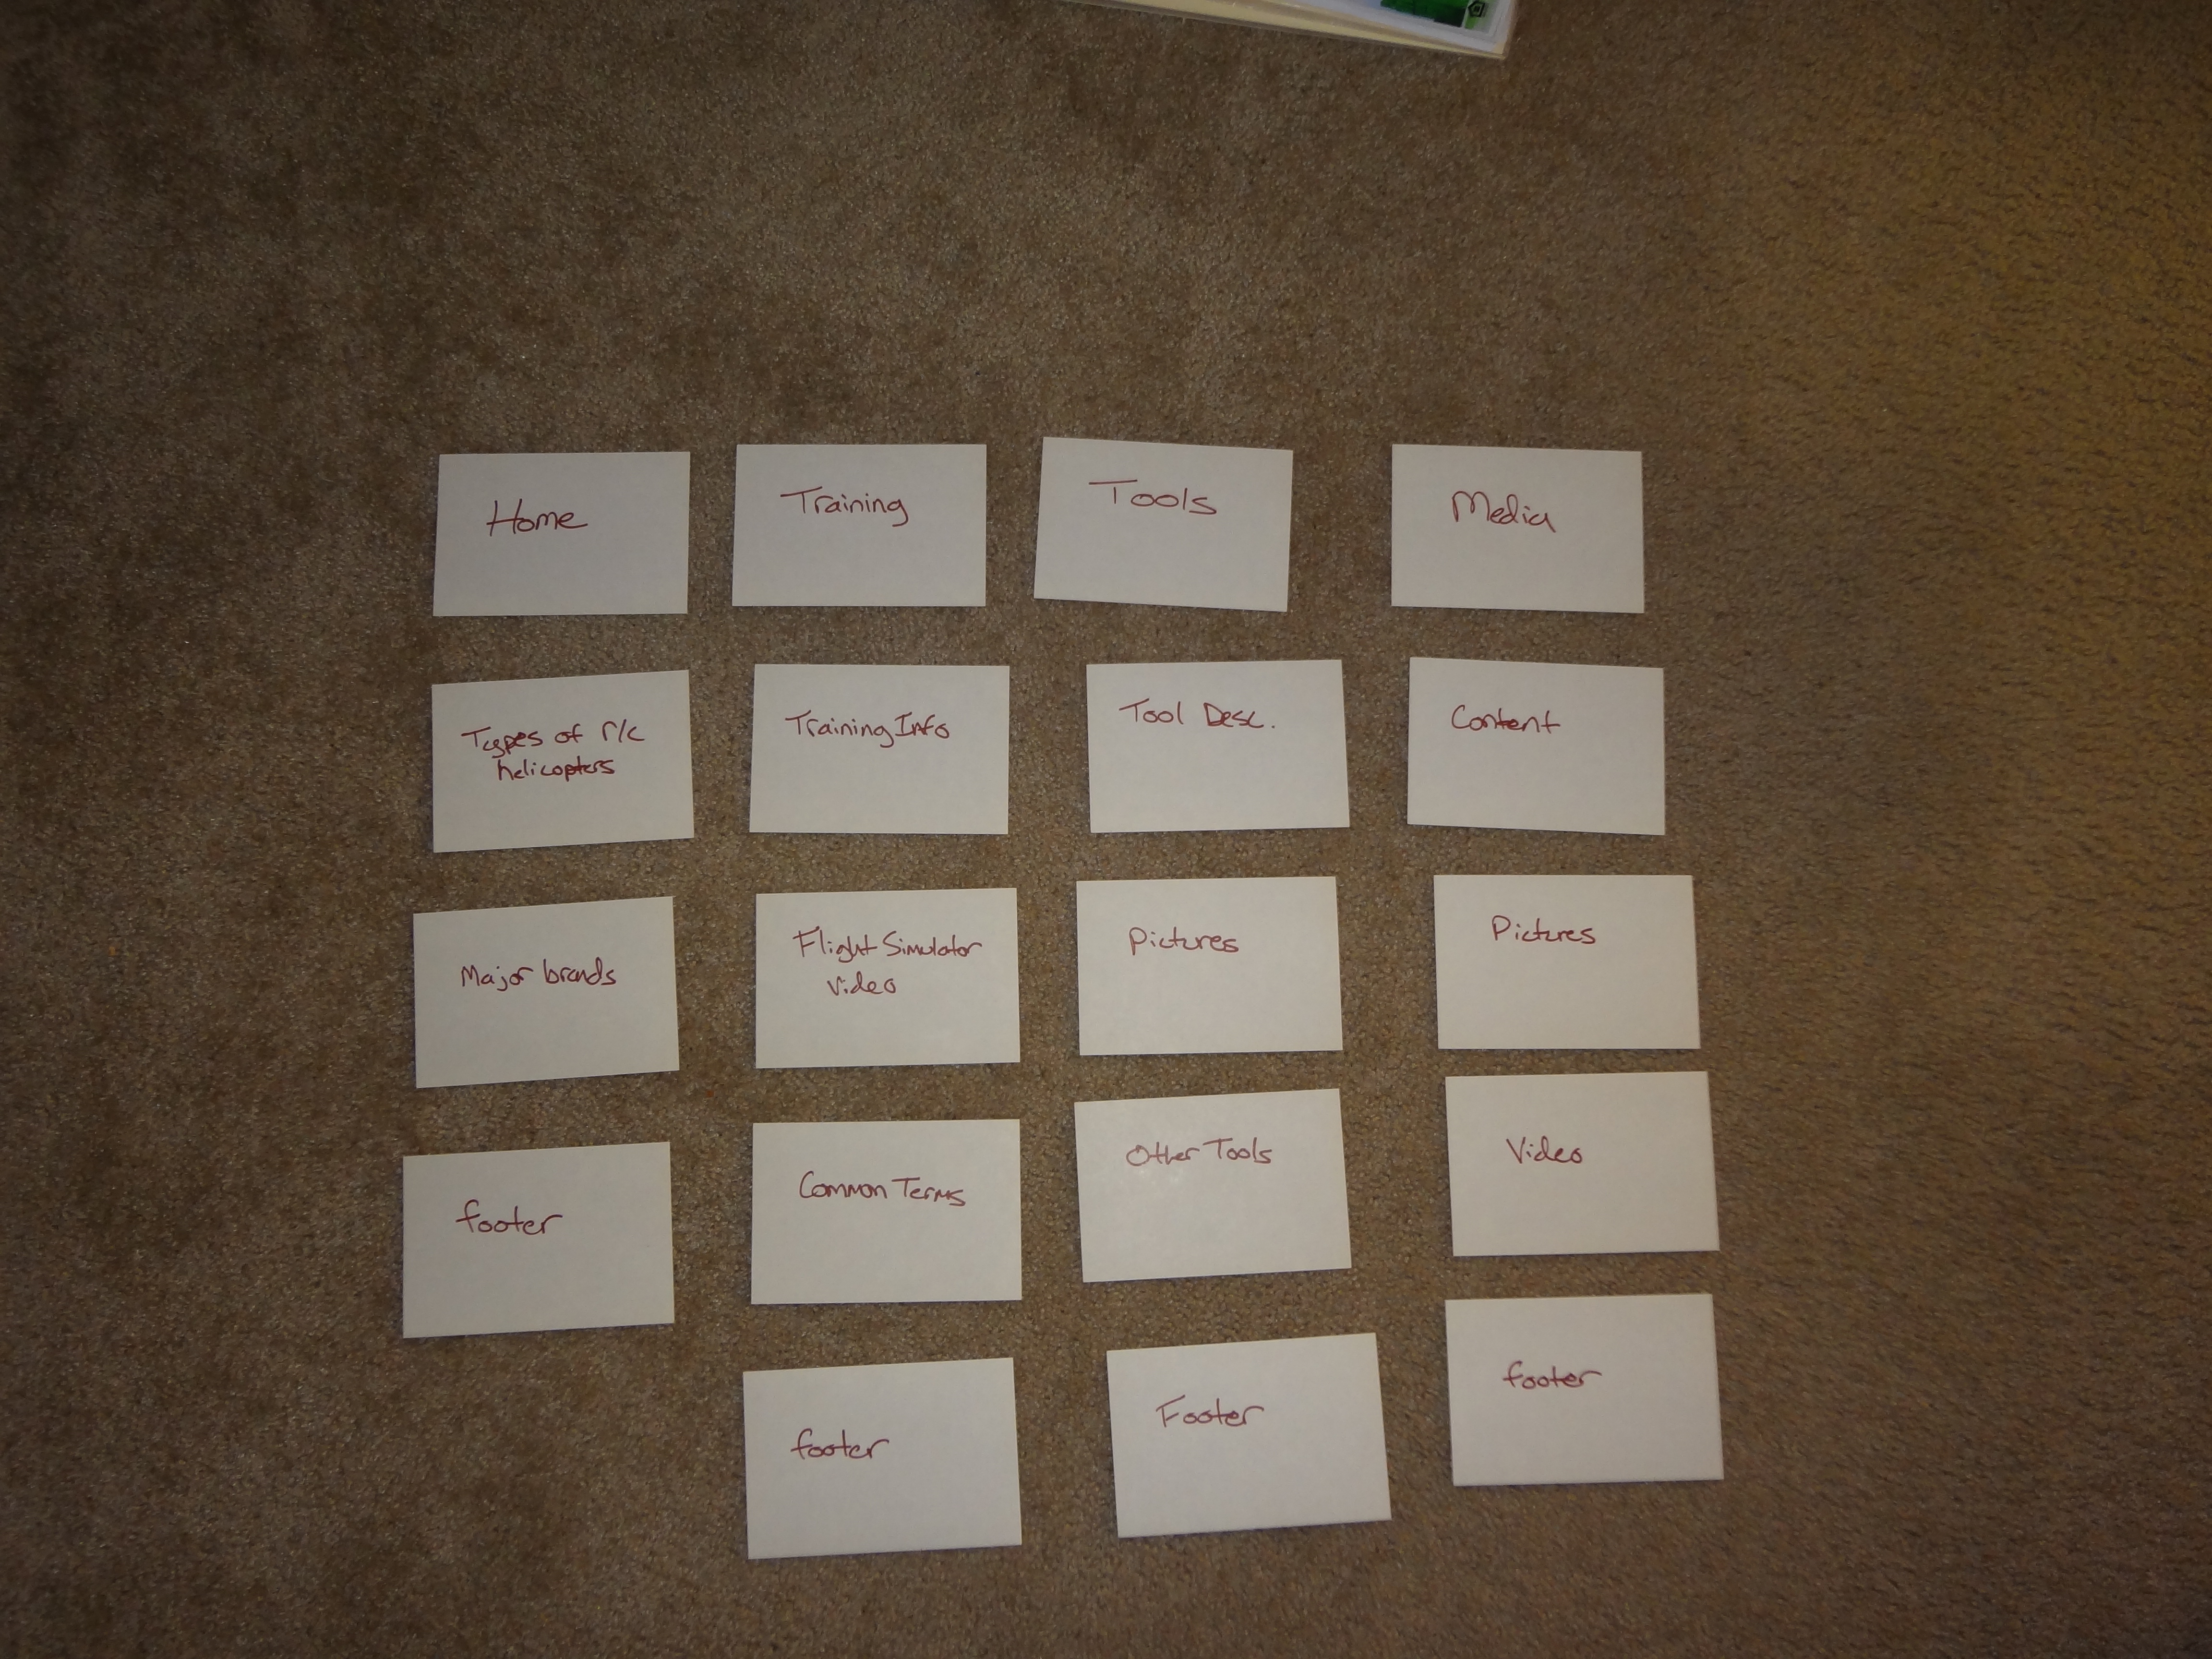 Home
Training
Tools
Media
Types of r/c
helicopters
Training Info
Tool Desc.
Content
Major brands
Flight Simulator
video
Pictures
Pictures
footer
Common Terms
Other Tools
Video
footer
Footer
footer